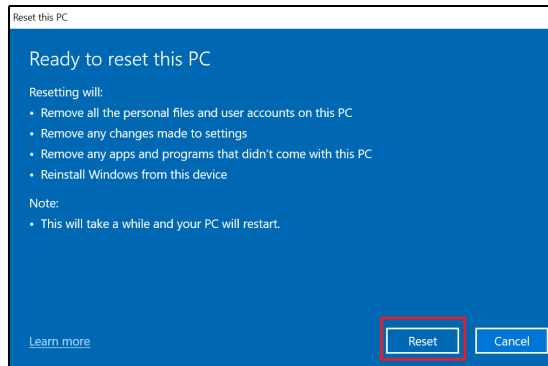 Reset this PC
Ready to reset this PC
Resetting will:
• Remove all the personal files and user accounts on this PC
• Remove any changes made to settings
• Remove any apps and programs that didn't come with this PC
• Reinstall Windows from this device
Note:
• This will take a while and your PC will restart.
Learn more
Reset
Cancel